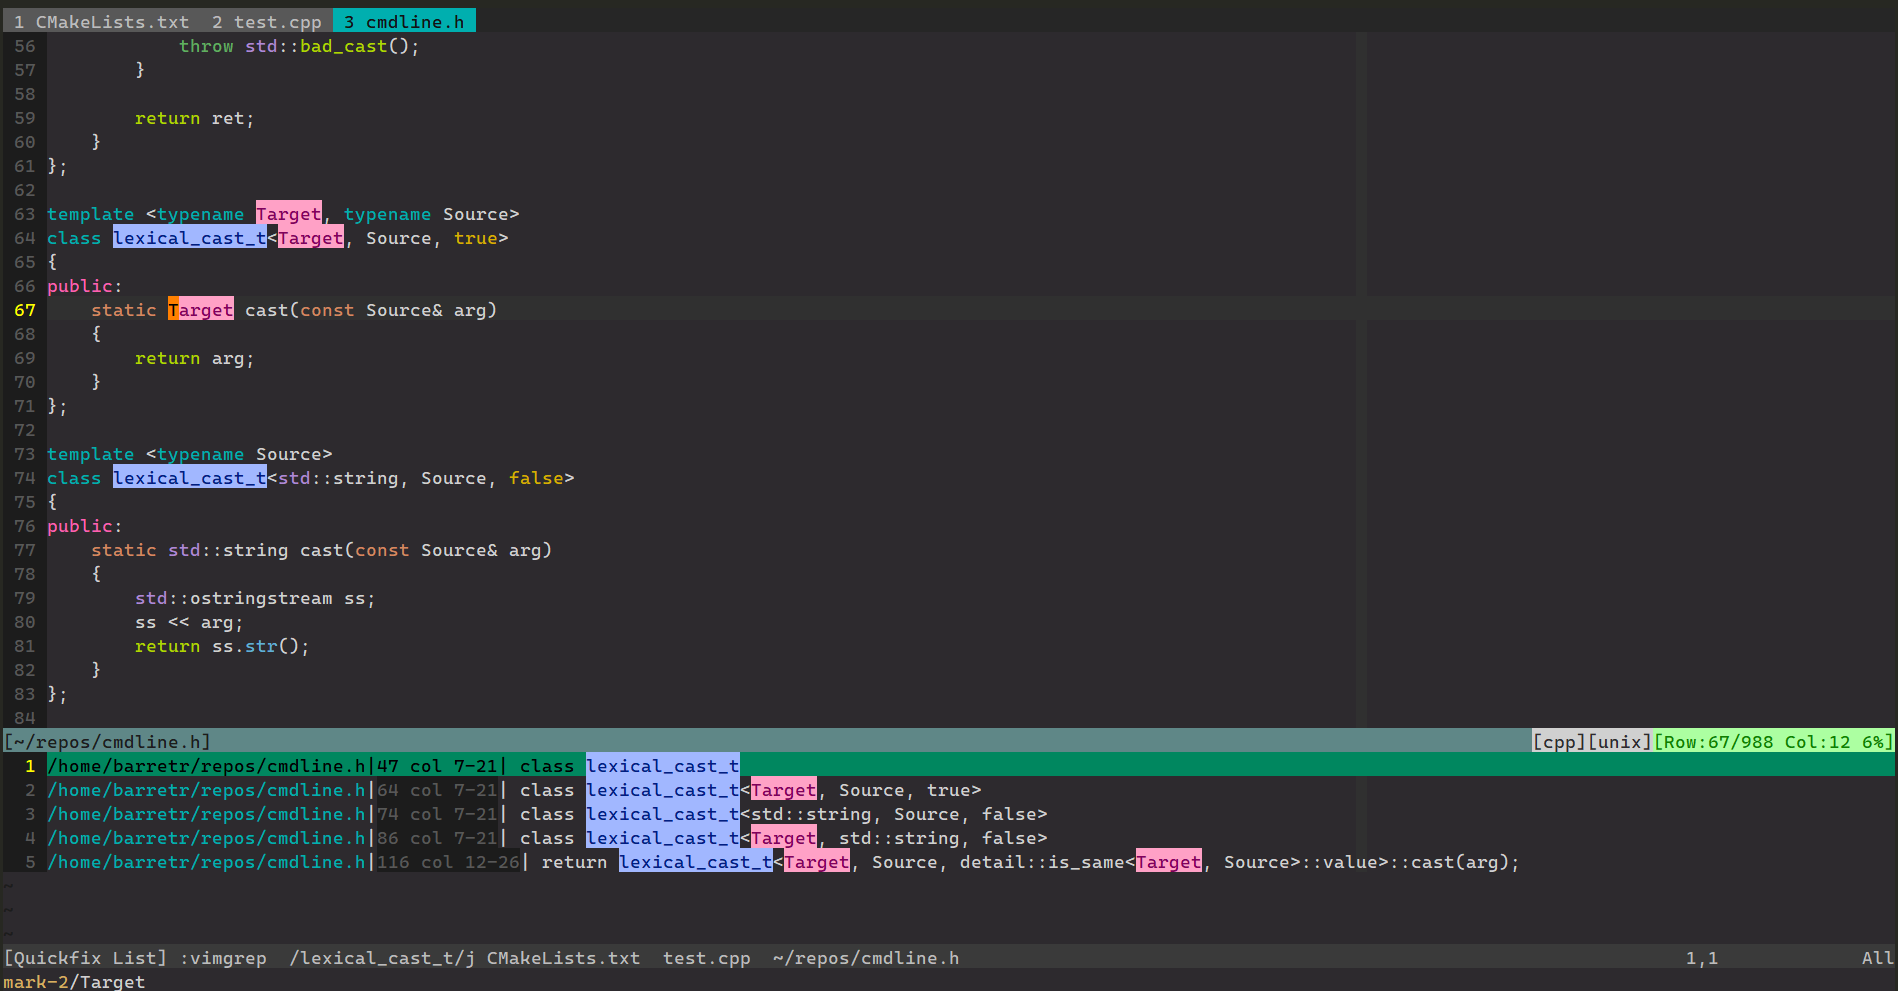 1 CMakeLists.txt  2 test.cpp  3 cmdline.h
56             throw std::bad_cast();
57         }
58
59         return ret;
60     }
61 };
62
63 template <typename Target, typename Source>
64 class lexical_cast_t<Target, Source, true>
65 {
66 public:
67     static Target cast(const Source& arg)
68     {
69         return arg;
70     }
71 };
72
73 template <typename Source>
74 class lexical_cast_t<std::string, Source, false>
75 {
76 public:
77     static std::string cast(const Source& arg)
78     {
79         std::ostringstream ss;
80         ss << arg;
81         return ss.str();
82     }
83 };
84
[~/repos/cmdline.h] [cpp][unix][Row:67/988 Col:12 6%]
1 /home/barretr/repos/cmdline.h|47 col 7-21| class lexical_cast_t
2 /home/barretr/repos/cmdline.h|64 col 7-21| class lexical_cast_t<Target, Source, true>
3 /home/barretr/repos/cmdline.h|74 col 7-21| class lexical_cast_t<std::string, Source, false>
4 /home/barretr/repos/cmdline.h|86 col 7-21| class lexical_cast_t<Target, std::string, false>
5 /home/barretr/repos/cmdline.h|116 col 12-26| return lexical_cast_t<Target, Source, detail::is_same<Target, Source>::value>::cast(arg);
~
~
~
[Quickfix List] :vimgrep  /lexical_cast_t/j CMakeLists.txt  test.cpp  ~/repos/cmdline.h 1,1 All
mark-2/Target